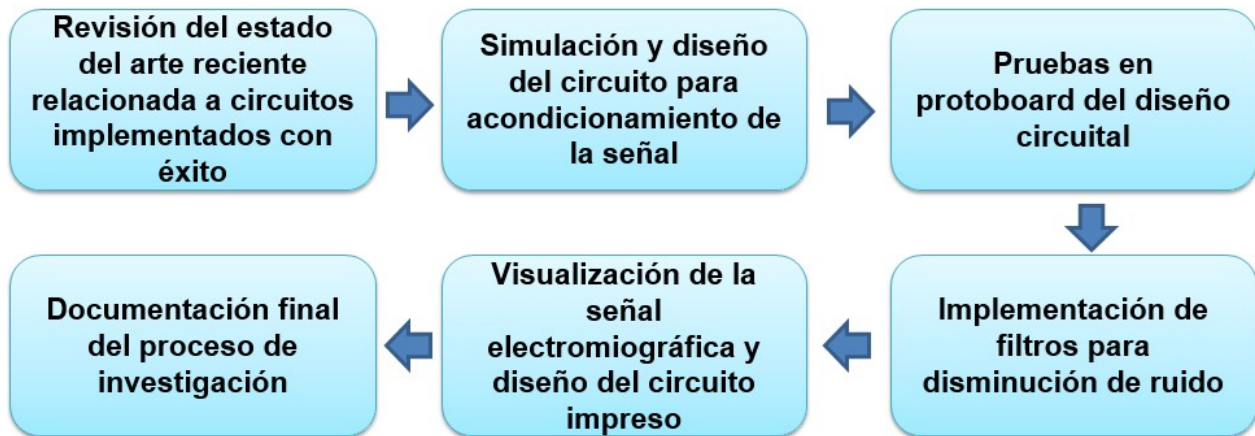 Revisión del estado
del arte reciente
relacionada a circuitos
implementados con
éxito
Simulación y diseño
del circuito para
acondicionamiento de
la señal
Pruebas en
protoboard del diseño
circuital
Implementación de
filtros para
disminución de ruido
Visualización de la
señal
electromiográfica y
diseño del circuito
impreso
Documentación final
del proceso de
investigación